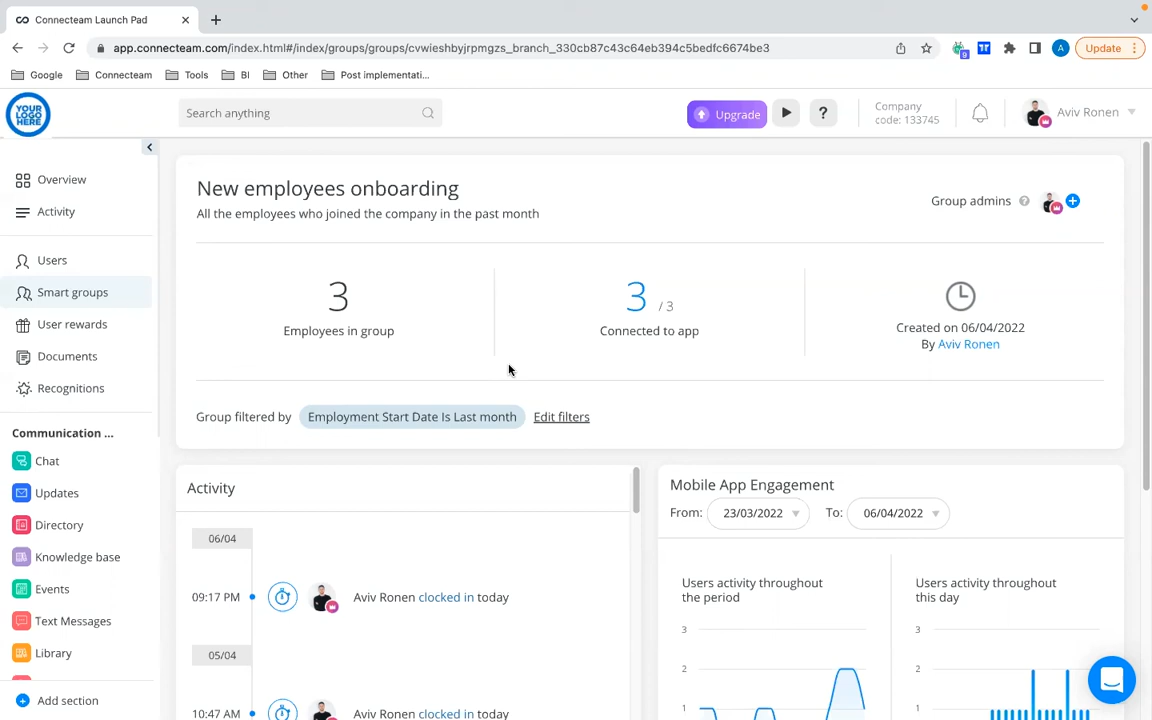 Connecteam Launch Pad
app.connecteam.com/index.html#/index/groups/groups/cvwieshbyjrpmgzs_branch_330cb87c43c64eb394c5bedfc6674be3
9
A
Update
Google
Connecteam
Tools
BI
Other
Post implementati...
YOUR
LOGO
HERE
Search anything
Upgrade
?
Company
code: 133745
Aviv Ronen
Overview
Activity
Users
Smart groups
User rewards
Documents
Recognitions
Communication ...
Chat
Updates
Directory
Knowledge base
Events
Text Messages
Library
Add section
New employees onboarding
All the employees who joined the company in the past month
Group admins ?
3
Employees in group
3 / 3
Connected to app
Created on 06/04/2022
By Aviv Ronen
Group filtered by Employment Start Date Is Last month Edit filters
Activity
06/04
09:17 PM Aviv Ronen clocked in today
05/04
10:47 AM Aviv Ronen clocked in today
Mobile App Engagement
From: 23/03/2022 To: 06/04/2022
Users activity throughout
the period
3
2
1
Users activity throughout
this day
3
2
1